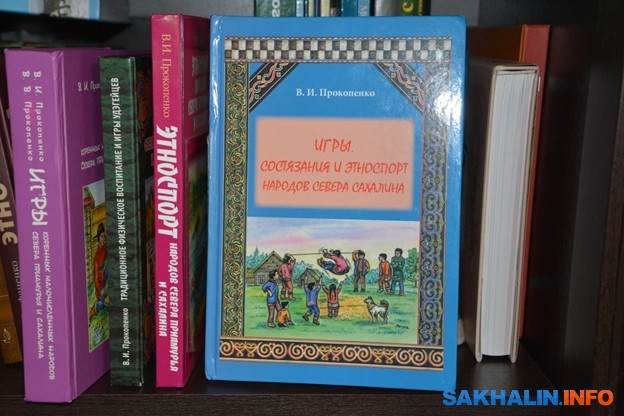 В. И. Прокопенко
В. В. Прокопенко
ИГРЫ
КОРЕННЫХ МАЛОЧИСЛЕННЫХ НАРОДОВ
СЕВЕРА ПРИАМУРЬЯ И САХАЛИНА
В. И. Прокопенко
ТРАДИЦИОННОЕ ФИЗИЧЕСКОЕ ВОСПИТАНИЕ И ИГРЫ УДЭГЕЙЦЕВ
В.И. Прокопенко
ЭТНОСПОРТ
НАРОДОВ СЕВЕРА ПРИАМУРЬЯ
И САХАЛИНА
В. И. Прокопенко
ИГРЫ.
СОСТЯЗАНИЯ И ЭТНОСПОРТ
НАРОДОВ СЕВЕРА САХАЛИНА
SAKHALIN.INFO